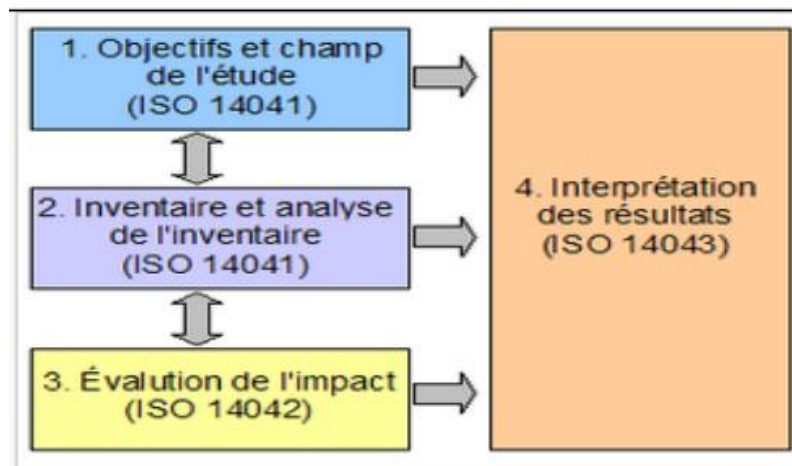 1. Objectifs et champ
de l'étude
(ISO 14041)
2. Inventaire et analyse
de l'inventaire
(ISO 14041)
3. Évalution de l'impact
(ISO 14042)
4. Interprétation
des résultats
(ISO 14043)